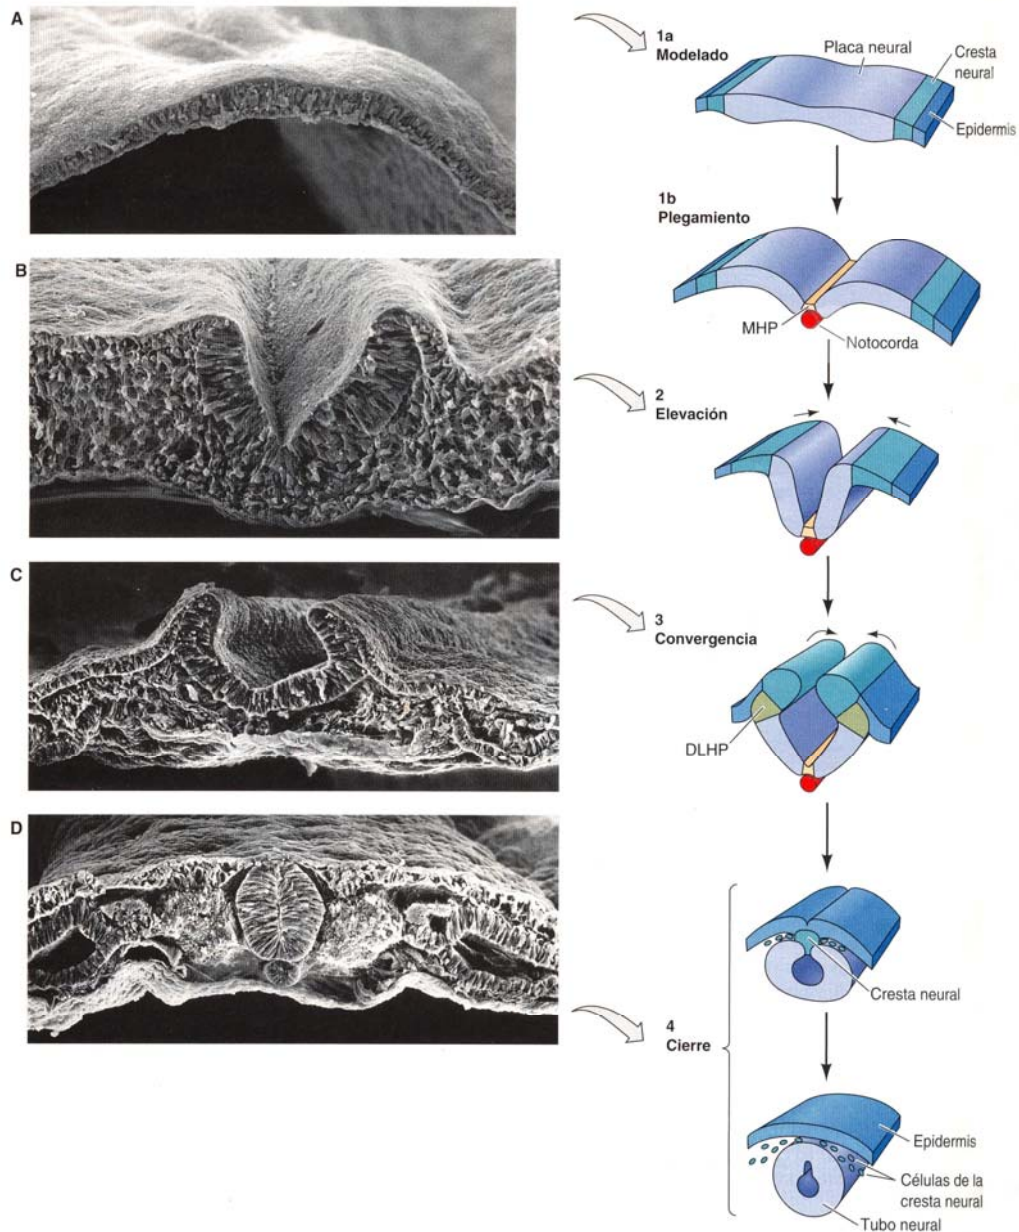 A
1a
Modelado
Placa neural
Cresta
neural
Epidermis
1b
Plegamiento
MHP
Notocorda
B
2
Elevación
C
3
Convergencia
DLHP
D
4
Cierre
Cresta neural
Epidermis
Células de la
cresta neural
Tubo neural